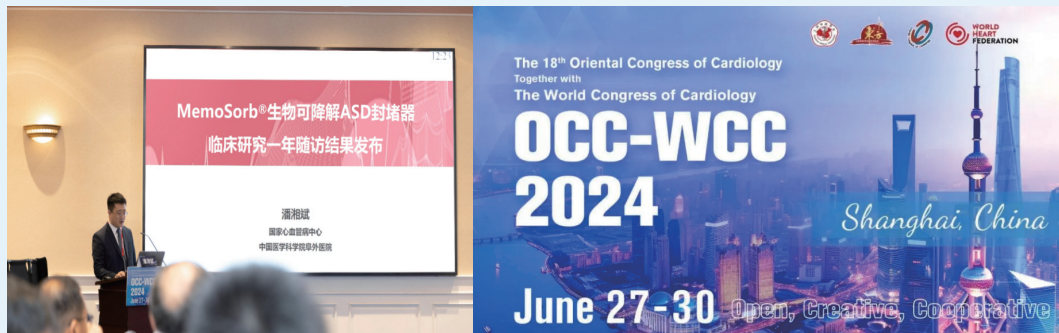 MemoSorb®生物可降解ASD封堵器
临床研究一年随访结果发布
潘湘斌
国家心血管病中心
中国医学科学院阜外医院
OCC-WCC
2024
WORLD
HEART
FEDERATION
The 18th Oriental Congress of Cardiology
Together with
The World Congress of Cardiology
OCC-WCC
2024
Shanghai, China
June 27-30
Open, Creative, Cooperative